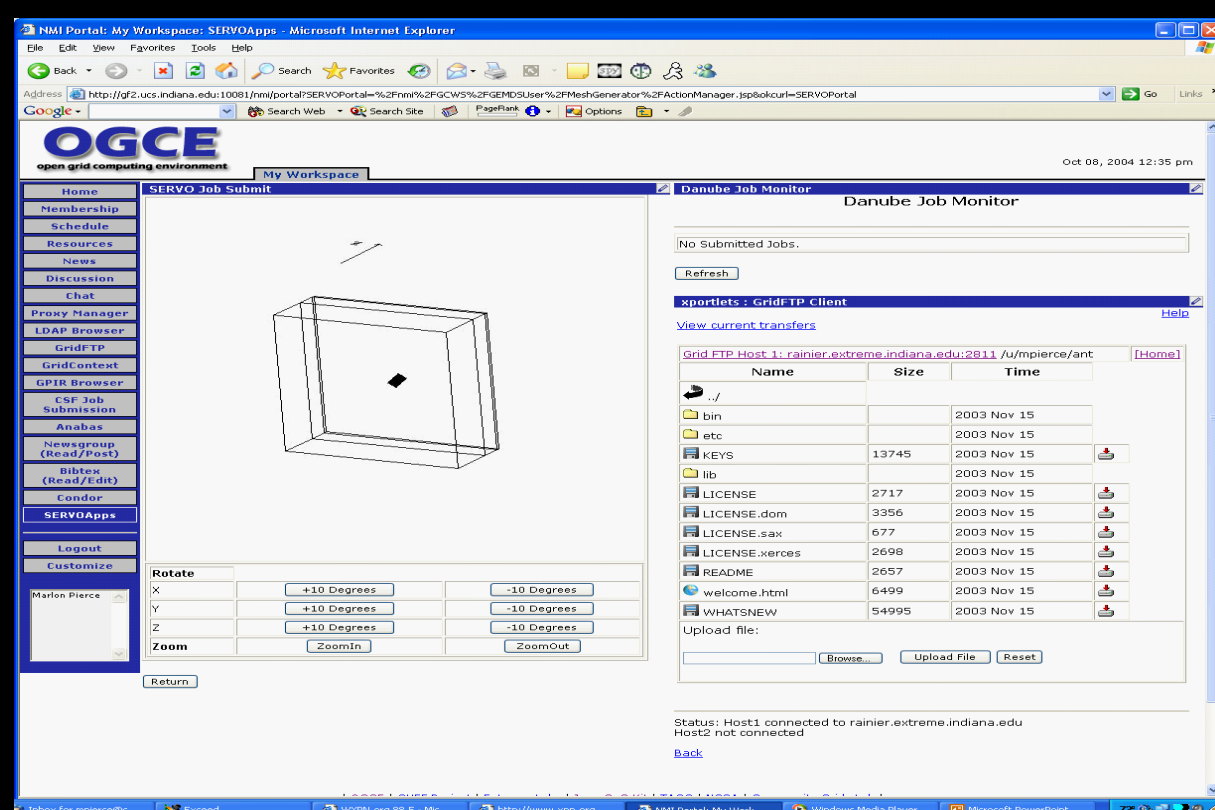 NMI Portal: My Workspace: SERVOApps - Microsoft Internet Explorer
File Edit View Favorites Tools Help
Back Search Favorites
Address http://gf2.ucs.indiana.edu:10081/nmi/portal?SERVOPortal=%2Fnmi%2FGCWS%2FGEMDSUser%2FMeshGenerator%2FActionManager.jsp&okcurl=SERVOPortal Go Links
Google Search Web Search Site PageRank Options
OGCE
open grid computing environment
My Workspace
Oct 08, 2004 12:35 pm
Home
Membership
Schedule
Resources
News
Discussion
Chat
Proxy Manager
LDAP Browser
GridFTP
GridContext
GPIR Browser
CSF Job
Submission
Anabas
Newsgroup
(Read/Post)
Bibtex
(Read/Edit)
Condor
SERVOApps
Logout
Customize
Marlon Pierce
SERVO Job Submit
Rotate
X +10 Degrees -10 Degrees
Y +10 Degrees -10 Degrees
Z +10 Degrees -10 Degrees
Zoom ZoomIn ZoomOut
Return
Danube Job Monitor
Danube Job Monitor
No Submitted Jobs.
Refresh
xportlets : GridFTP Client
Help
View current transfers
Grid FTP Host 1: rainier.extreme.indiana.edu:2811 /u/mpierce/ant [Home]
Name Size Time
../
bin 2003 Nov 15
etc 2003 Nov 15
KEYS 13745 2003 Nov 15
lib 2003 Nov 15
LICENSE 2717 2003 Nov 15
LICENSE.dom 3356 2003 Nov 15
LICENSE.sax 677 2003 Nov 15
LICENSE.xerces 2698 2003 Nov 15
README 2657 2003 Nov 15
welcome.html 6499 2003 Nov 15
WHATSNEW 54995 2003 Nov 15
Upload file:
Browse... Upload File Reset
Status: Host1 connected to rainier.extreme.indiana.edu
Host2 not connected
Back